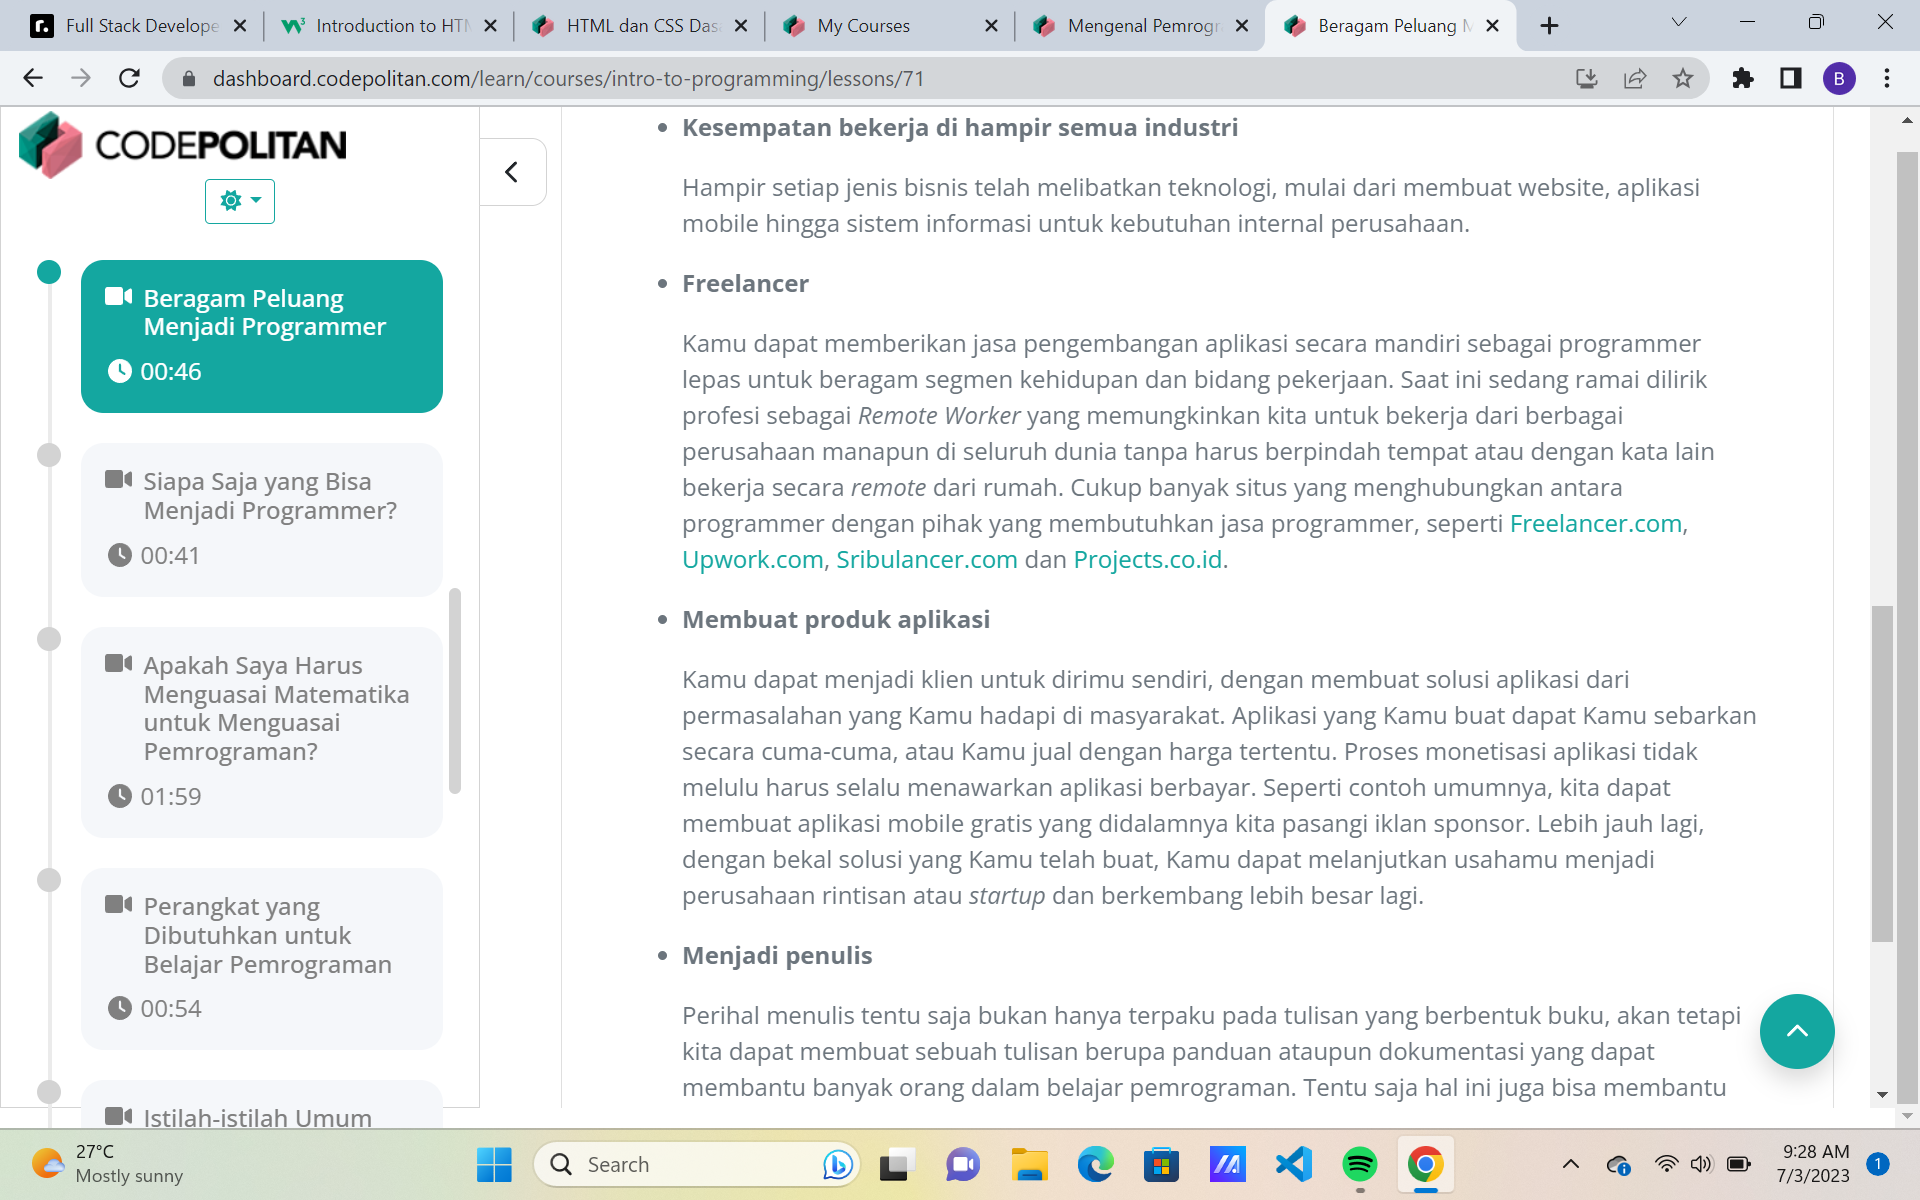 Full Stack Develope
Introduction to HTM
HTML dan CSS Das
My Courses
Mengenal Pemrogr
Beragam Peluang M
dashboard.codepolitan.com/learn/courses/intro-to-programming/lessons/71
B
CODEPOLITAN
Beragam Peluang
Menjadi Programmer
00:46
Siapa Saja yang Bisa
Menjadi Programmer?
00:41
Apakah Saya Harus
Menguasai Matematika
untuk Menguasai
Pemrograman?
01:59
Perangkat yang
Dibutuhkan untuk
Belajar Pemrograman
00:54
Istilah-istilah Umum
• Kesempatan bekerja di hampir semua industri
Hampir setiap jenis bisnis telah melibatkan teknologi, mulai dari membuat website, aplikasi
mobile hingga sistem informasi untuk kebutuhan internal perusahaan.
• Freelancer
Kamu dapat memberikan jasa pengembangan aplikasi secara mandiri sebagai programmer
lepas untuk beragam segmen kehidupan dan bidang pekerjaan. Saat ini sedang ramai dilirik
profesi sebagai Remote Worker yang memungkinkan kita untuk bekerja dari berbagai
perusahaan manapun di seluruh dunia tanpa harus berpindah tempat atau dengan kata lain
bekerja secara remote dari rumah. Cukup banyak situs yang menghubungkan antara
programmer dengan pihak yang membutuhkan jasa programmer, seperti Freelancer.com,
Upwork.com, Sribulancer.com dan Projects.co.id.
• Membuat produk aplikasi
Kamu dapat menjadi klien untuk dirimu sendiri, dengan membuat solusi aplikasi dari
permasalahan yang Kamu hadapi di masyarakat. Aplikasi yang Kamu buat dapat Kamu sebarkan
secara cuma-cuma, atau Kamu jual dengan harga tertentu. Proses monetisasi aplikasi tidak
melulu harus selalu menawarkan aplikasi berbayar. Seperti contoh umumnya, kita dapat
membuat aplikasi mobile gratis yang didalamnya kita pasangi iklan sponsor. Lebih jauh lagi,
dengan bekal solusi yang Kamu telah buat, Kamu dapat melanjutkan usahamu menjadi
perusahaan rintisan atau startup dan berkembang lebih besar lagi.
• Menjadi penulis
Perihal menulis tentu saja bukan hanya terpaku pada tulisan yang berbentuk buku, akan tetapi
kita dapat membuat sebuah tulisan berupa panduan ataupun dokumentasi yang dapat
membantu banyak orang dalam belajar pemrograman. Tentu saja hal ini juga bisa membantu
27°C
Mostly sunny
Search
9:28 AM
7/3/2023
1